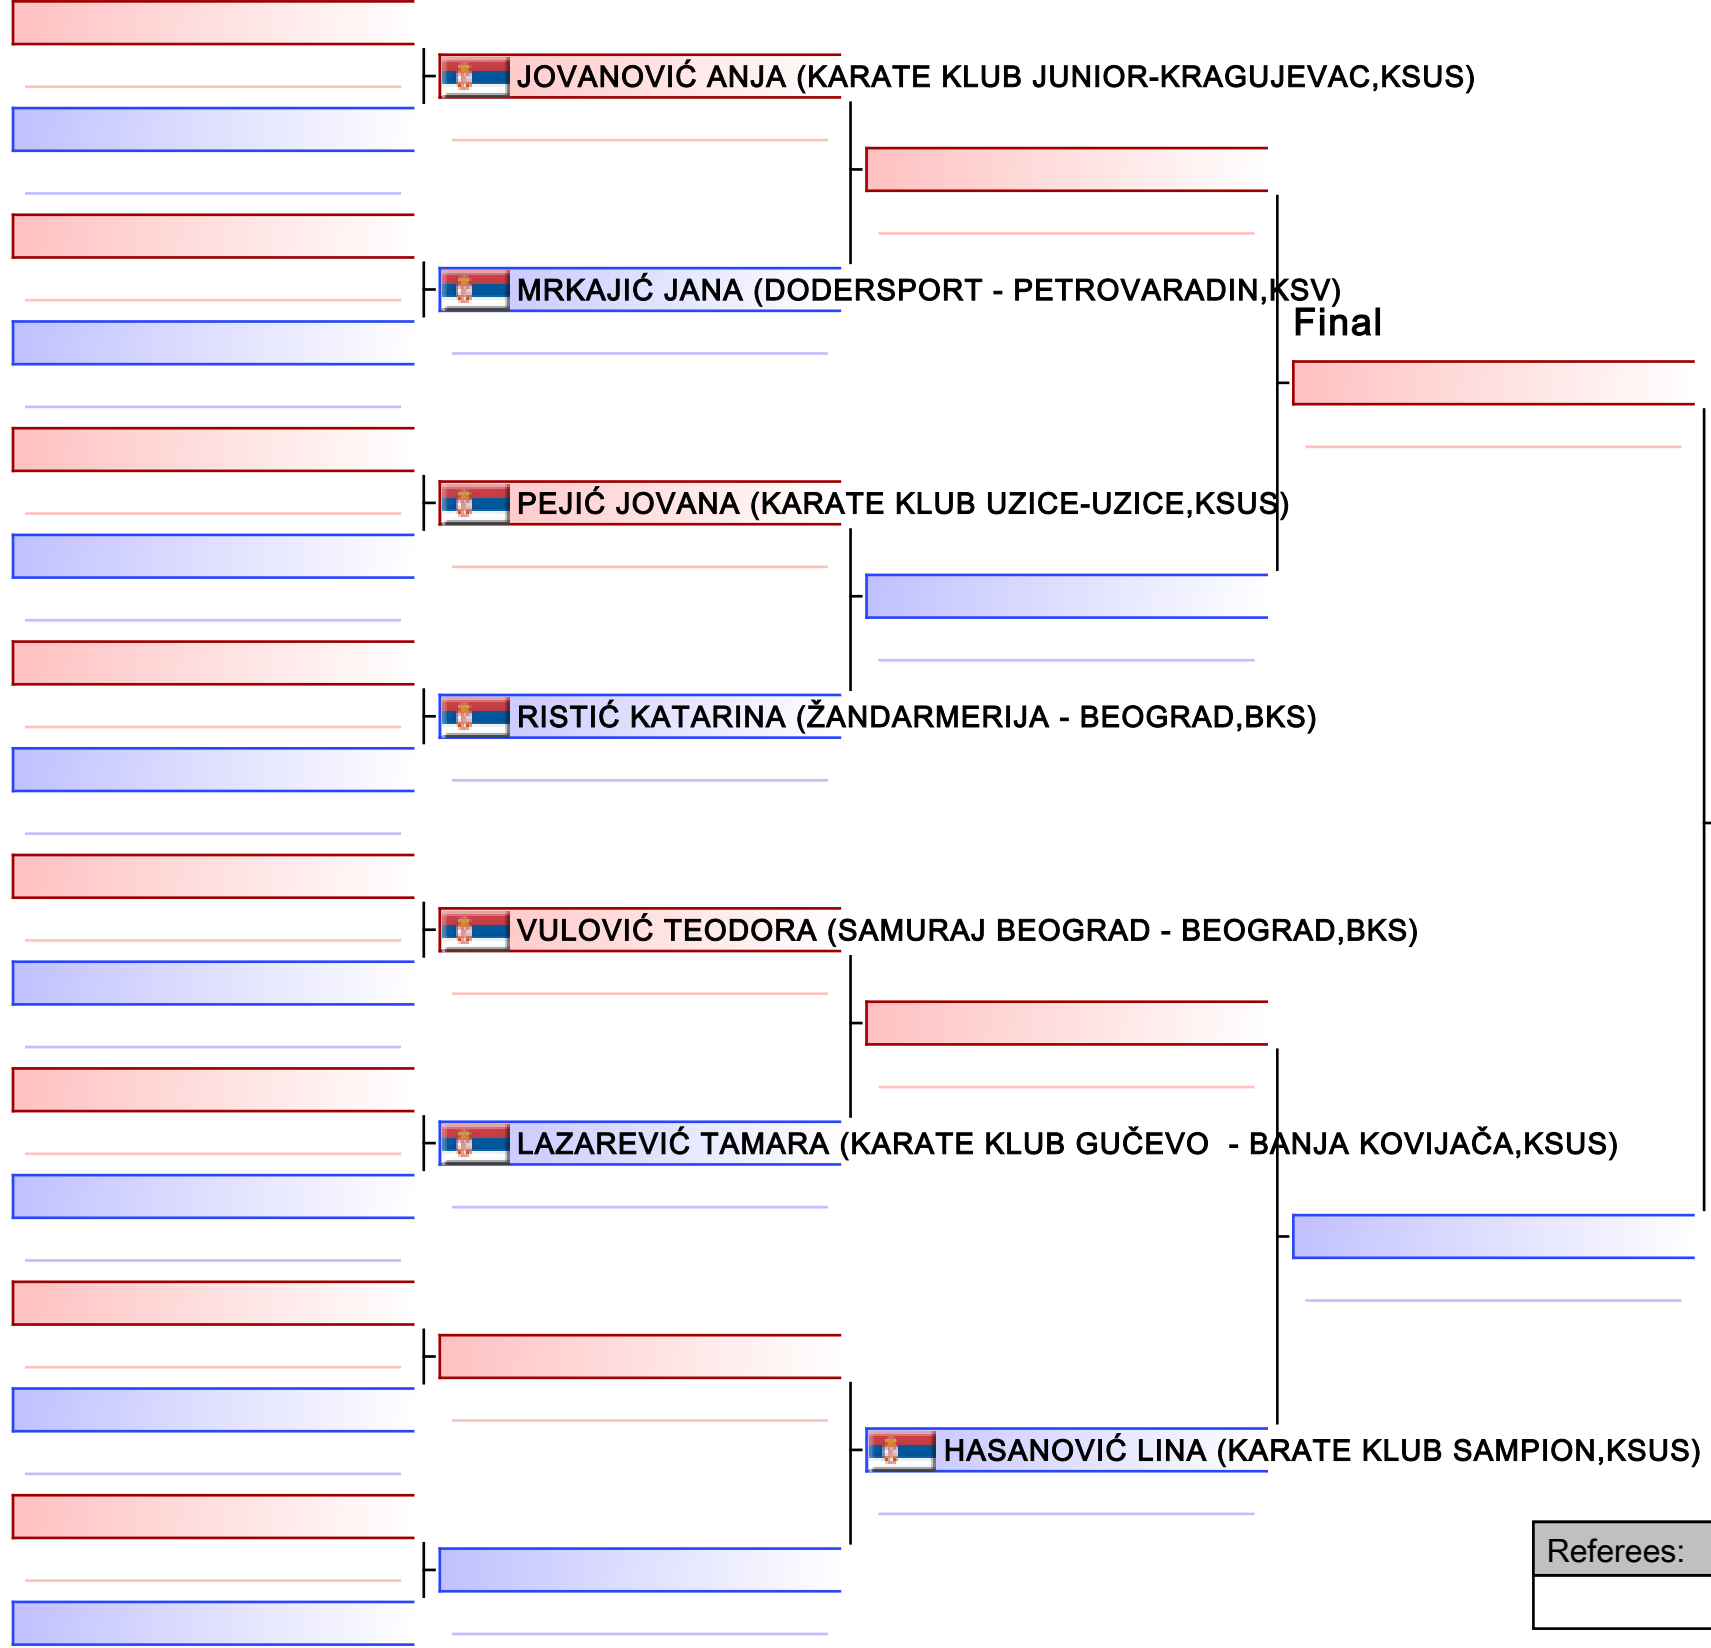 JOVANOVIĆ ANJA (KARATE KLUB JUNIOR-KRAGUJEVAC,KSUS)
MRKAJIĆ JANA (DODERSPORT - PETROVARADIN,KSV)
Final
PEJIĆ JOVANA (KARATE KLUB UZICE-UZICE,KSUS)
RISTIĆ KATARINA (ŽANDARMERIJA - BEOGRAD,BKS)
VULOVIĆ TEODORA (SAMURAJ BEOGRAD - BEOGRAD,BKS)
LAZAREVIĆ TAMARA (KARATE KLUB GUČEVO  - BANJA KOVIJAČA,KSUS)
HASANOVIĆ LINA (KARATE KLUB SAMPION,KSUS)
Referees: